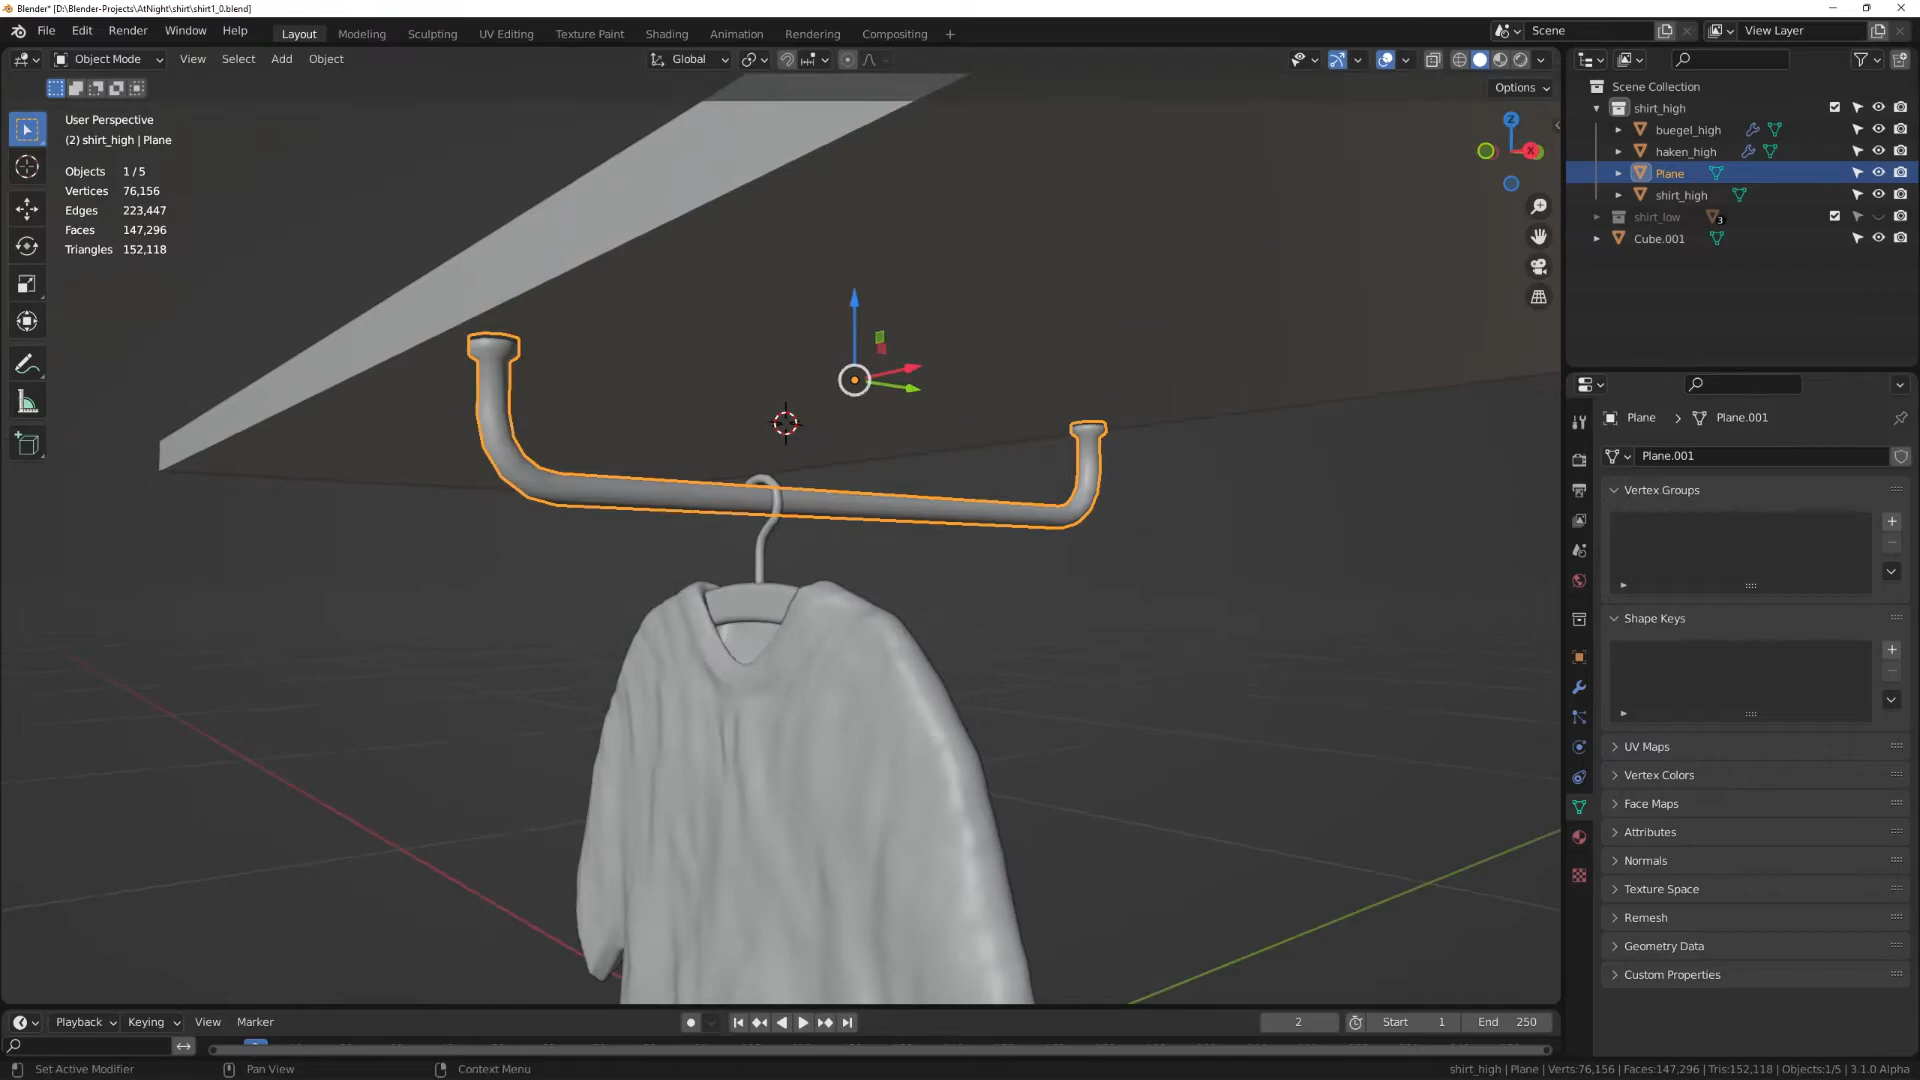 Blender* [D:\Blender-Projects\AtNight\shirt\shirt1_0.blend]
File Edit Render Window Help Layout Modeling Sculpting UV Editing Texture Paint Shading Animation Rendering Compositing + Scene View Layer
Object Mode View Select Add Object Global
Options
User Perspective
(2) shirt_high | Plane
Objects 1 / 5
Vertices 76,156
Edges 223,447
Faces 147,296
Triangles 152,118
Z
X
Scene Collection
shirt_high
buegel_high
haken_high
Plane
shirt_high
shirt_low 3
Cube.001
Plane > Plane.001
Plane.001
Vertex Groups
Shape Keys
UV Maps
Vertex Colors
Face Maps
Attributes
Normals
Texture Space
Remesh
Geometry Data
Custom Properties
Playback Keying View Marker 2 Start 1 End 250
Set Active Modifier Pan View Context Menu shirt_high | Plane | Verts:76,156 | Faces:147,296 | Tris:152,118 | Objects:1/5 | 3.1.0 Alpha